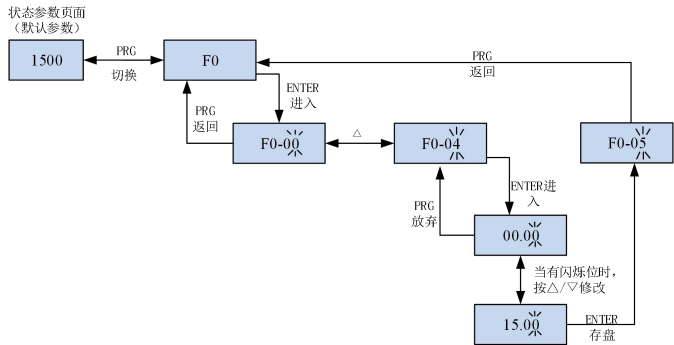 状态参数页面
（默认参数）
1500
PRG
切换
F0
PRG
返回
ENTER
进入
PRG
返回
F0-00
△
F0-04
F0-05
ENTER进
入
PRG
放弃
00.00
当有闪烁位时，
按△/▽修改
15.00
ENTER
存盘